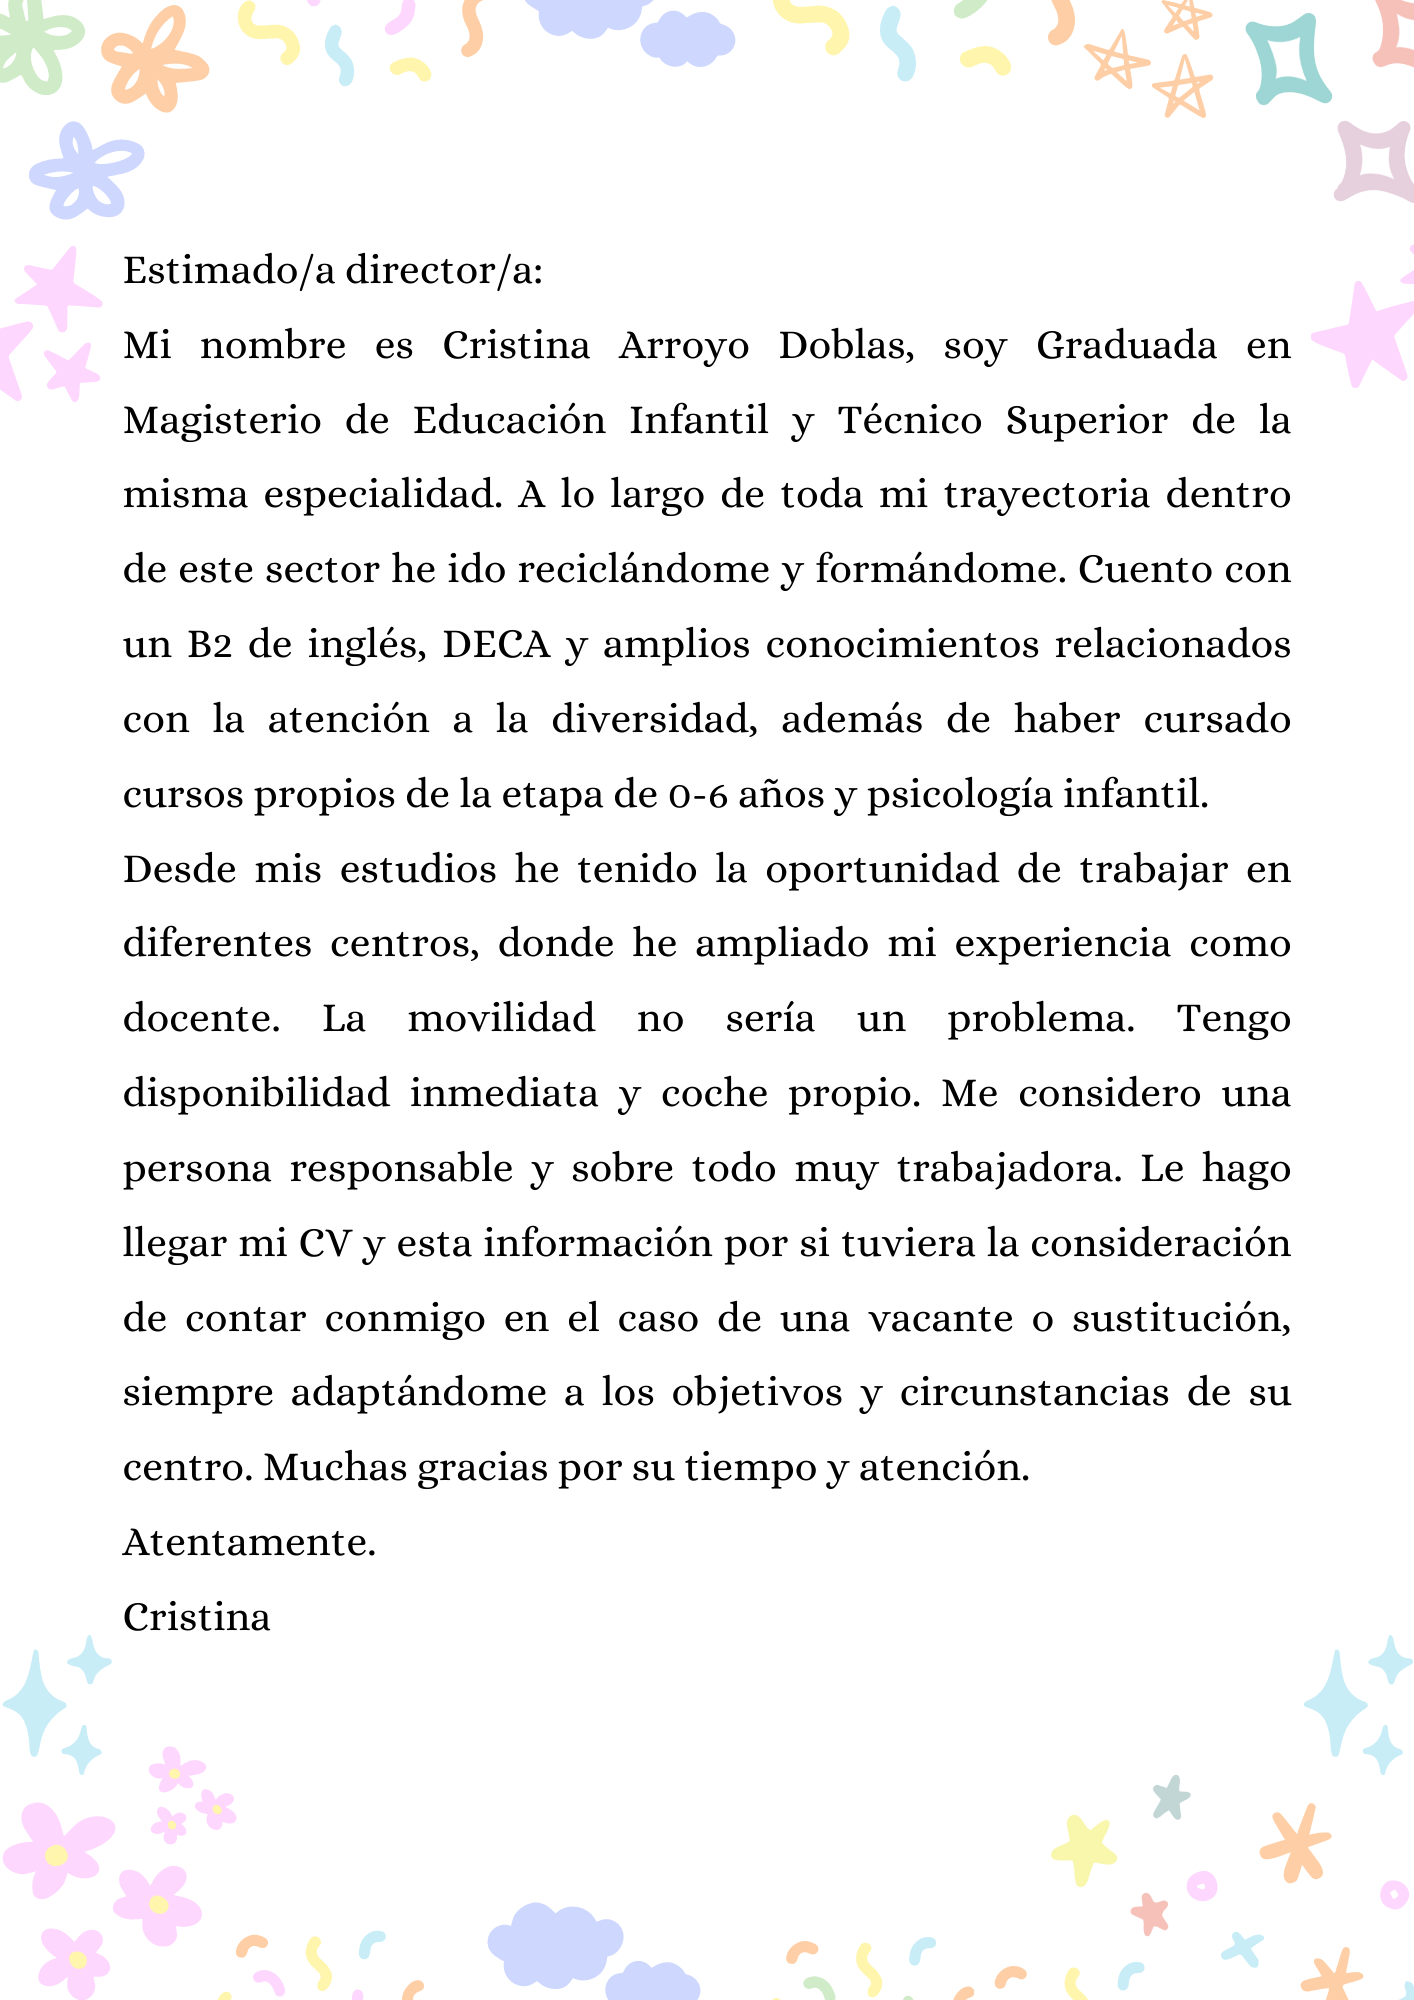 Estimado/a director/a:
Mi nombre es Cristina Arroyo Doblas, soy Graduada en
Magisterio de Educación Infantil y Técnico Superior de la
misma especialidad. A lo largo de toda mi trayectoria dentro
de este sector he ido reciclándome y formándome. Cuento con
un B2 de inglés, DECA y amplios conocimientos relacionados
con la atención a la diversidad, además de haber cursado
cursos propios de la etapa de 0-6 años y psicología infantil.
Desde mis estudios he tenido la oportunidad de trabajar en
diferentes centros, donde he ampliado mi experiencia como
docente. La movilidad no sería un problema. Tengo
disponibilidad inmediata y coche propio. Me considero una
persona responsable y sobre todo muy trabajadora. Le hago
llegar mi CV y esta información por si tuviera la consideración
de contar conmigo en el caso de una vacante o sustitución,
siempre adaptándome a los objetivos y circunstancias de su
centro. Muchas gracias por su tiempo y atención.
Atentamente.
Cristina